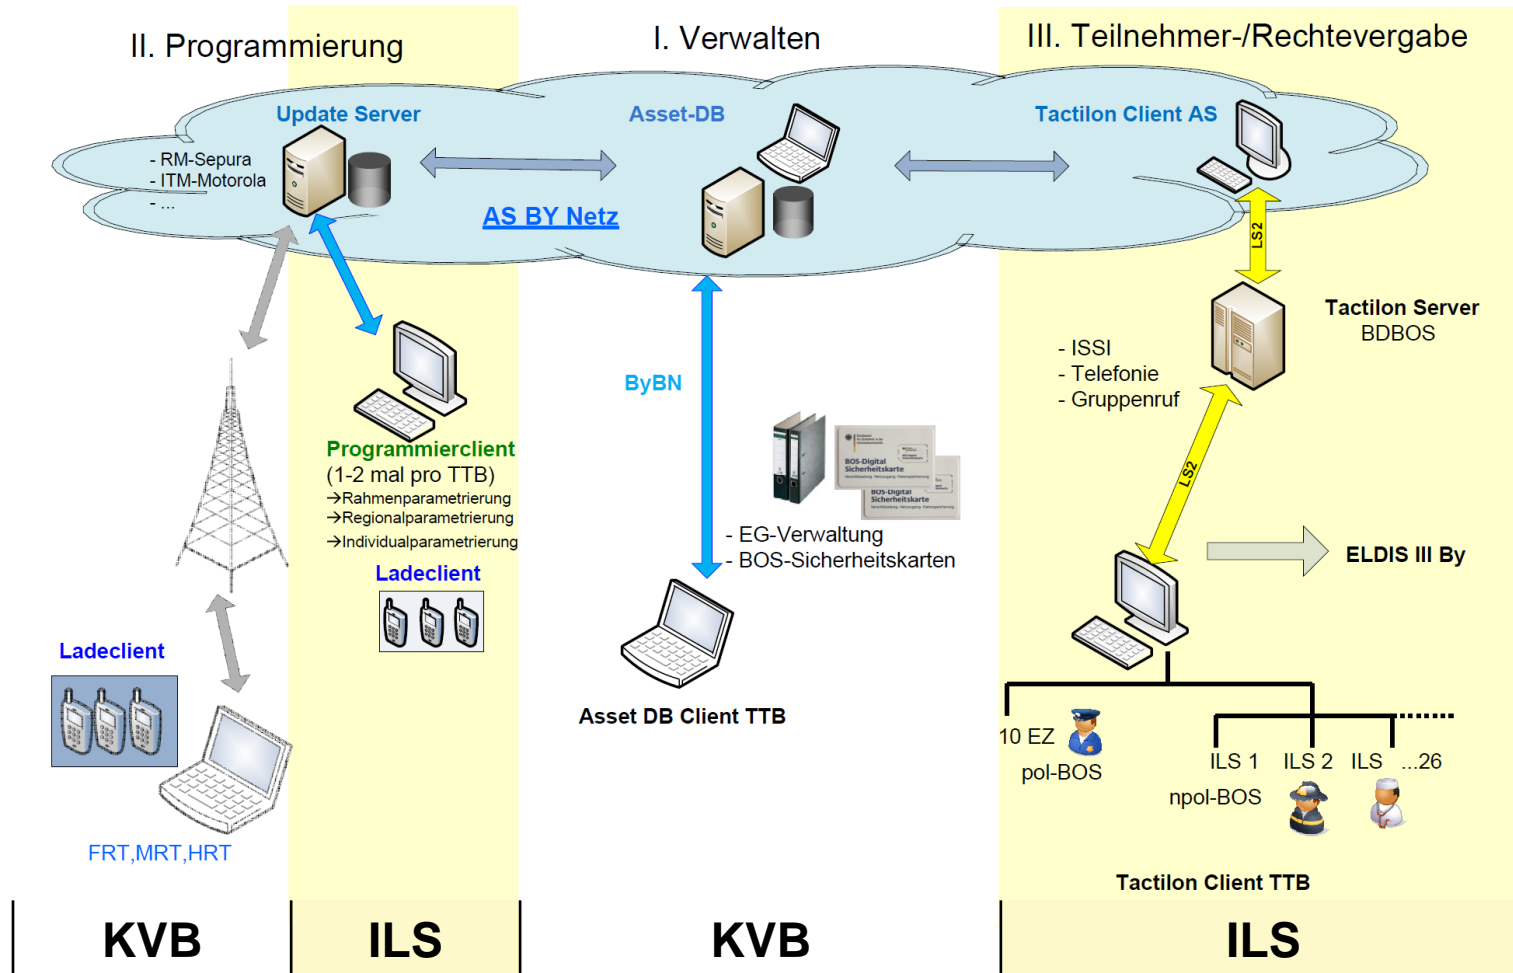 II. Programmierung
I. Verwalten
III. Teilnehmer-/Rechtevergabe
Update Server
- RM-Sepura
- ITM-Motorola
- ...
Asset-DB
Tactilon Client AS
AS BY Netz
LS2
Tactilon Server
BDBOS
- ISSI
- Telefonie
- Gruppenruf
ByBN
LS2
Programmierclient
(1-2 mal pro TTB)
→Rahmenparametrierung
→Regionalparametrierung
→Individualparametrierung
Ladeclient
BOS-Digital
Sicherheitskarte
BOS-Digital
Sicherheitskarte
- EG-Verwaltung
- BOS-Sicherheitskarten
ELDIS III By
Ladeclient
FRT,MRT,HRT
Asset DB Client TTB
10 EZ
pol-BOS
ILS 1
ILS 2
ILS
...26
npol-BOS
Tactilon Client TTB
KVB
ILS
KVB
ILS